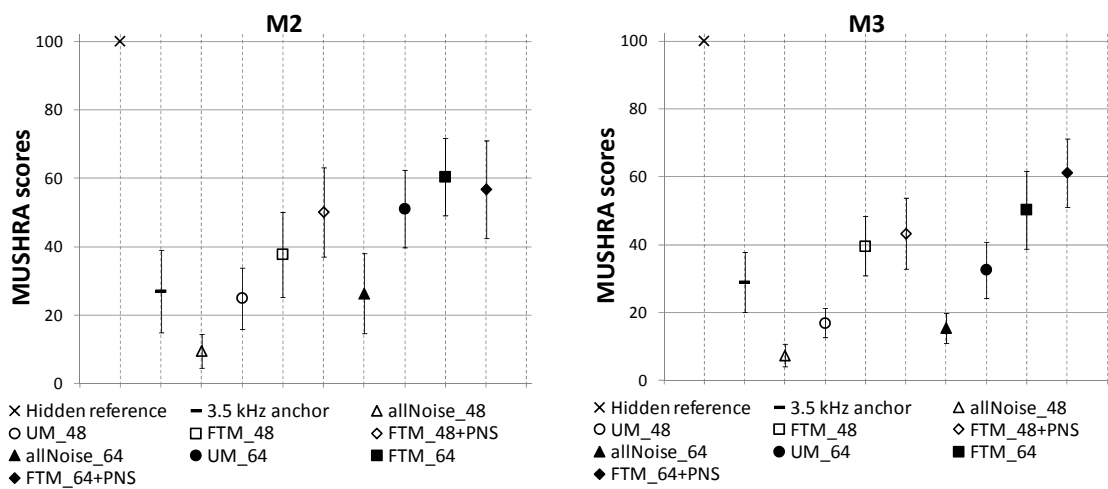 M2
MUSHRA scores
100
80
60
40
20
0
Hidden reference 3.5 kHz anchor allNoise_48
UM_48 FTM_48 FTM_48+PNS
allNoise_64 UM_64 FTM_64
FTM_64+PNS
M3
MUSHRA scores
100
80
60
40
20
0
Hidden reference 3.5 kHz anchor allNoise_48
UM_48 FTM_48 FTM_48+PNS
allNoise_64 UM_64 FTM_64
FTM_64+PNS